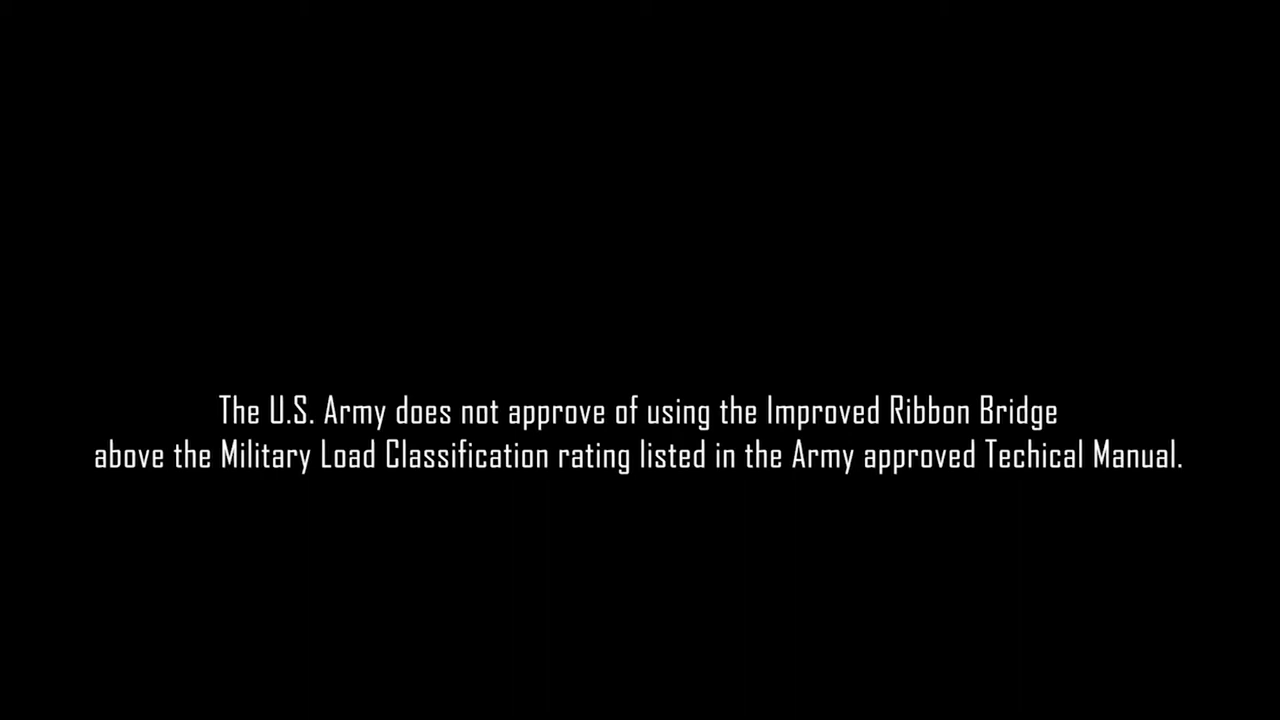 The U.S. Army does not approve of using the Improved Ribbon Bridge
above the Military Load Classification rating listed in the Army approved Techical Manual.